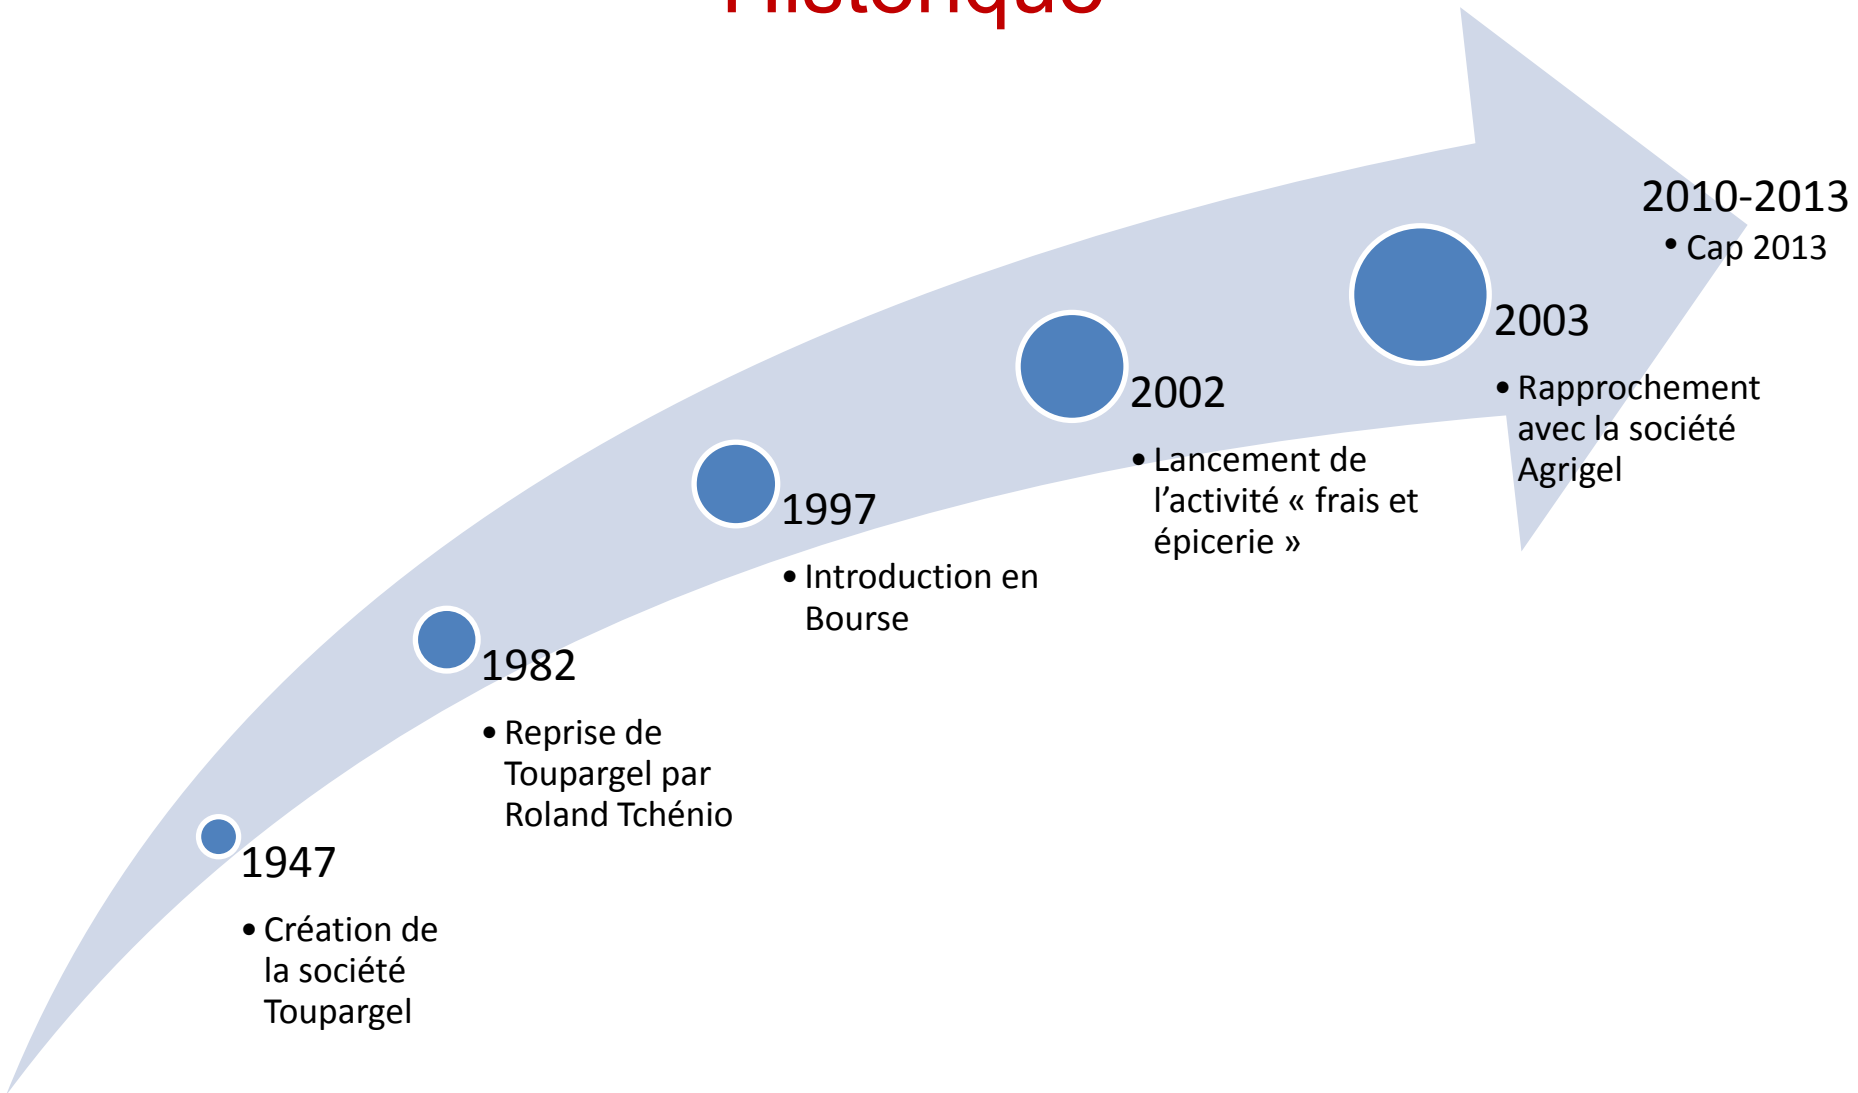 Historique
1947
• Création de
la société
Toupargel
1982
• Reprise de
Toupargel par
Roland Tchénio
1997
• Introduction en
Bourse
2002
• Lancement de
l’activité « frais et
épicerie »
2003
• Rapprochement
avec la société
Agrigel
2010-2013
• Cap 2013